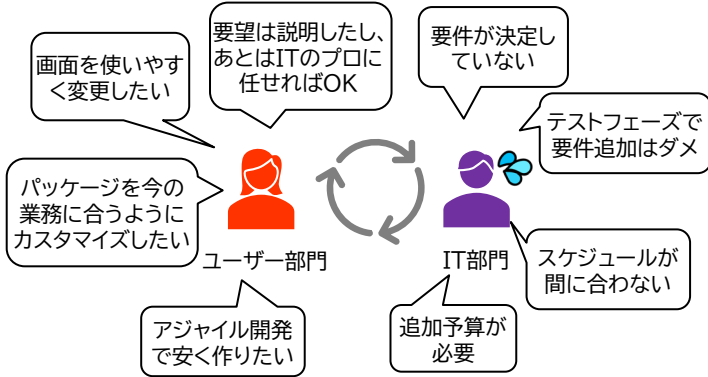 要望は説明したし、
あとはITのプロに
任せればOK
画面を使いやす
く変更したい
パッケージを今の
業務に合うように
カスタマイズしたい
アジャイル開発
で安く作りたい
ユーザー部門
要件が決定し
ていない
テストフェーズで
要件追加はダメ
スケジュールが
間に合わない
追加予算が
必要
IT部門